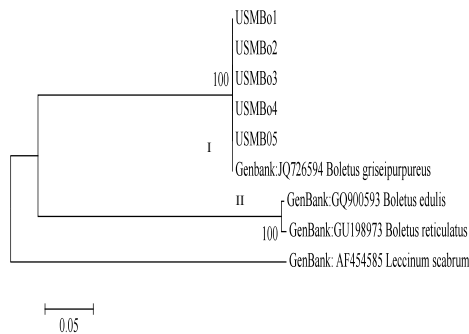 USMBo1
USMBo2
100
USMBo3
USMBo4
USMB05
I
Genbank:JQ726594 Boletus griseipurpureus
II
GenBank:GQ900593 Boletus edulis
100
GenBank:GU198973 Boletus reticulatus
GenBank: AF454585 Leccinum scabrum
0.05